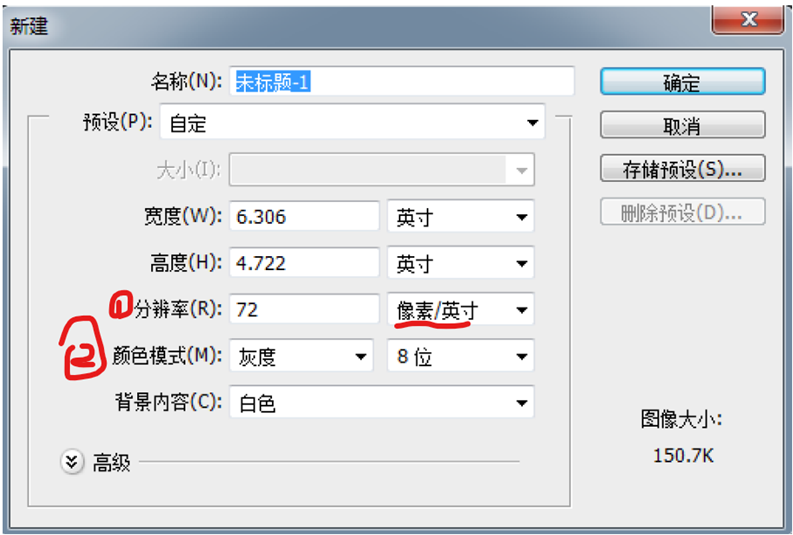 新建
名称(N): 未标题-1
确定
预设(P): 自定
取消
大小(I):
存储预设(S)...
宽度(W): 6.306 英寸
删除预设(D)...
高度(H): 4.722 英寸
1 分辨率(R): 72 像素/英寸
2 颜色模式(M): 灰度 8 位
背景内容(C): 白色
图像大小:
150.7K
高级